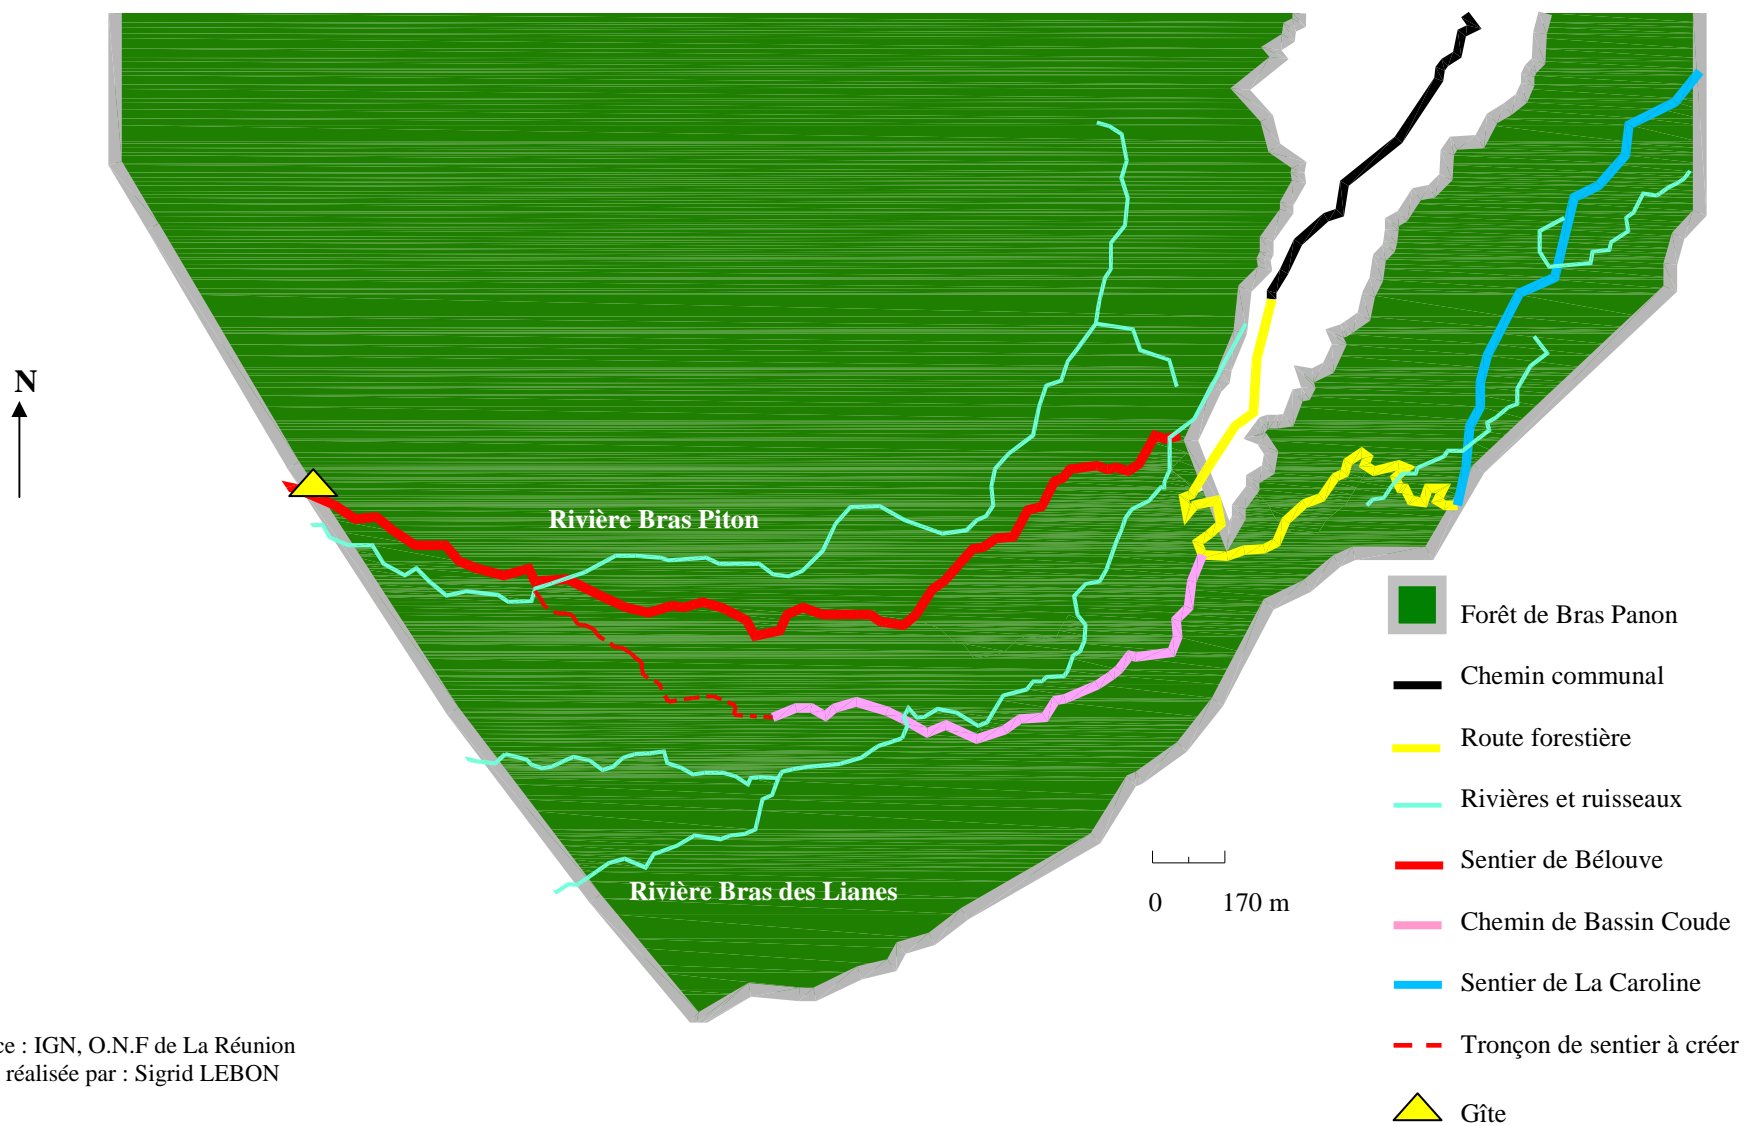 N
Rivière Bras Piton
Rivière Bras des Lianes
0 170 m
Forêt de Bras Panon
Chemin communal
Route forestière
Rivières et ruisseaux
Sentier de Bélouve
Chemin de Bassin Coude
Sentier de La Caroline
Tronçon de sentier à créer
Gîte
ce : IGN, O.N.F de La Réunion
réalisée par : Sigrid LEBON